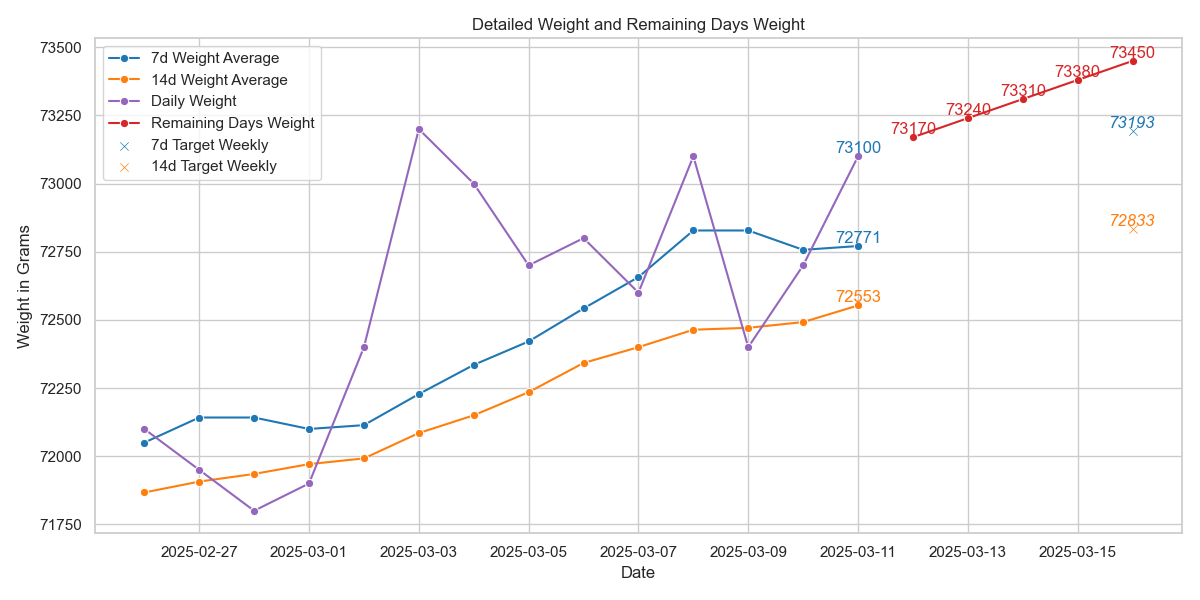 Detailed Weight and Remaining Days Weight
73500
73250
73000
72750
72500
72250
72000
71750
Weight in Grams
7d Weight Average
14d Weight Average
Daily Weight
Remaining Days Weight
7d Target Weekly
14d Target Weekly
73450
73380
73310
73240
73170
73193
73100
72833
72771
72553
2025-02-27 2025-03-01 2025-03-03 2025-03-05 2025-03-07 2025-03-09 2025-03-11 2025-03-13 2025-03-15
Date